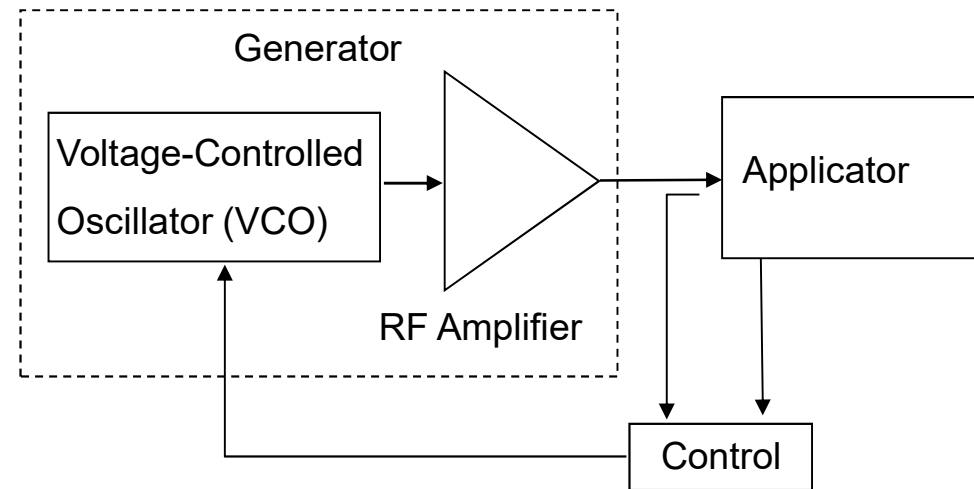 Generator
Voltage-Controlled
Oscillator (VCO)
Applicator
RF Amplifier
Control